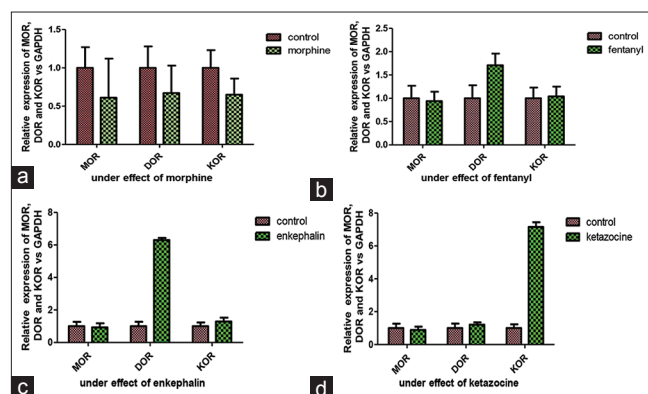 Relative expression of MOR,
DOR and KOR vs GAPDH
1.5
1.0
0.5
0.0
control
morphine
MOR
DOR
KOR
under effect of morphine
a
Relative expression of MOR,
DOR and KOR vs GAPDH
2.5
2.0
1.5
1.0
0.5
0.0
control
fentanyl
MOR
DOR
KOR
under effect of fentanyl
b
Relative expression of MOR,
DOR and KOR vs GAPDH
8
6
4
2
0
control
enkephalin
MOR
DOR
KOR
under effect of enkephalin
c
Relative expression of MOR,
DOR and KOR vs GAPDH
8
6
4
2
0
control
ketazocine
MOR
DOR
KOR
under effect of ketazocine
d